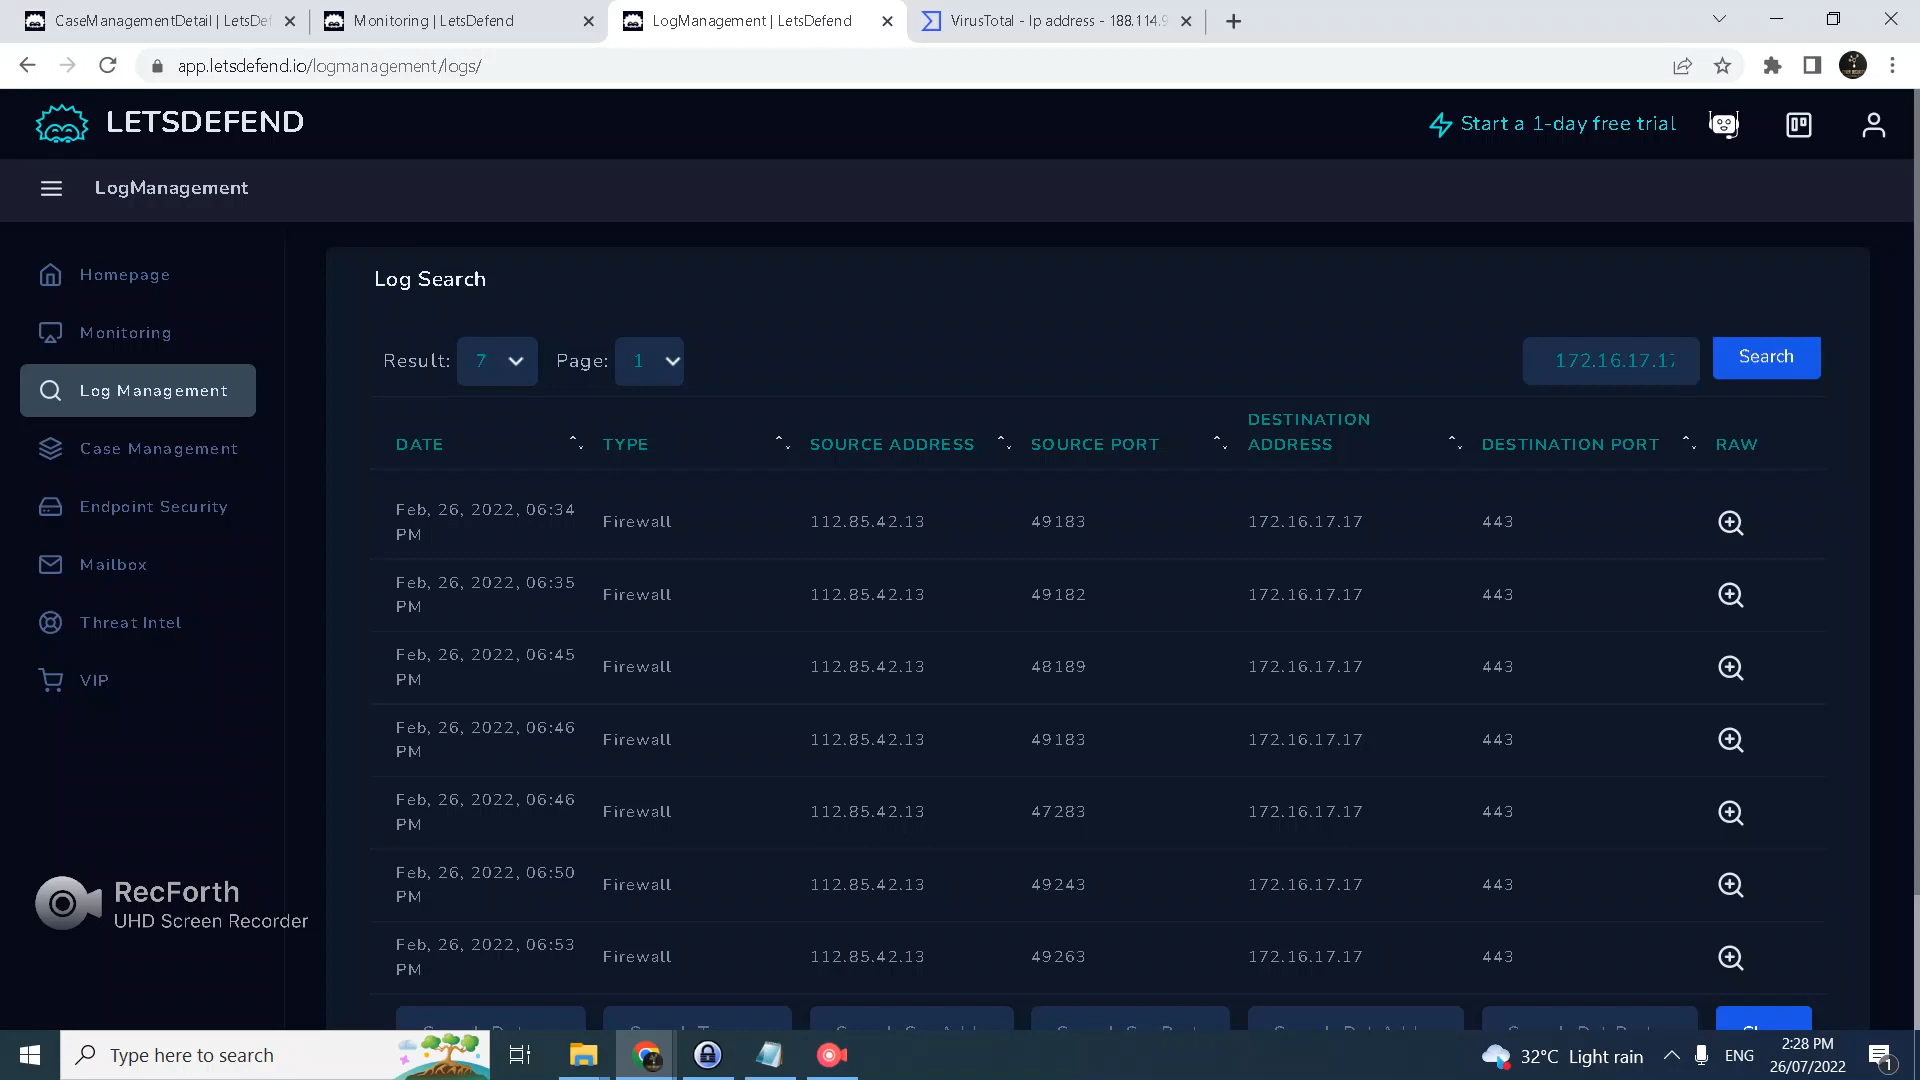 CaseManagementDetail | LetsDef
Monitoring | LetsDefend
LogManagement | LetsDefend
VirusTotal - Ip address - 188.114.9
app.letsdefend.io/logmanagement/logs/
LETSDEFEND
Start a 1-day free trial
LogManagement
Homepage
Monitoring
Log Management
Case Management
Endpoint Security
Mailbox
Threat Intel
VIP
Log Search
Result: 7 Page: 1
172.16.17.17
Search
DATE TYPE SOURCE ADDRESS SOURCE PORT DESTINATION ADDRESS DESTINATION PORT RAW
Feb, 26, 2022, 06:34 PM Firewall 112.85.42.13 49183 172.16.17.17 443
Feb, 26, 2022, 06:35 PM Firewall 112.85.42.13 49182 172.16.17.17 443
Feb, 26, 2022, 06:45 PM Firewall 112.85.42.13 48189 172.16.17.17 443
Feb, 26, 2022, 06:46 PM Firewall 112.85.42.13 49183 172.16.17.17 443
Feb, 26, 2022, 06:46 PM Firewall 112.85.42.13 47283 172.16.17.17 443
Feb, 26, 2022, 06:50 PM Firewall 112.85.42.13 49243 172.16.17.17 443
Feb, 26, 2022, 06:53 PM Firewall 112.85.42.13 49263 172.16.17.17 443
RecForth
UHD Screen Recorder
Type here to search
32°C Light rain
ENG
2:28 PM
26/07/2022
1